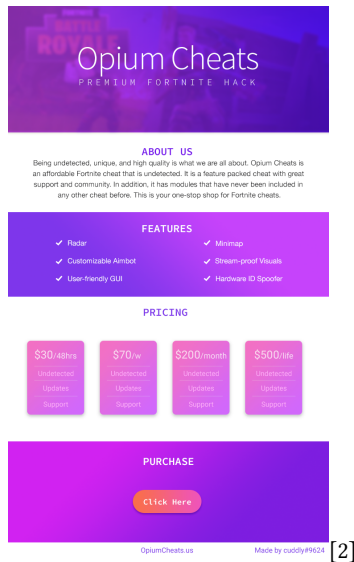 FORTNITE
BATTLE
ROYALE
Opium Cheats
PREMIUM FORTNITE HACK
ABOUT US
Being undetected, unique, and high quality is what we are all about. Opium Cheats is
an affordable Fortnite cheat that is undetected. It is a feature packed cheat with great
support and community. In addition, it has modules that have never been included in
any other cheat before. This is your one-stop shop for Fortnite cheats.
FEATURES
Radar
Minimap
Customizable Aimbot
Stream-proof Visuals
User-friendly GUI
Hardware ID Spoofer
PRICING
$30/48hrs
Undetected
Updates
Support
$70/w
Undetected
Updates
Support
$200/month
Undetected
Updates
Support
$500/life
Undetected
Updates
Support
PURCHASE
Click Here
OpiumCheats.us
Made by cuddly#9624
[2]